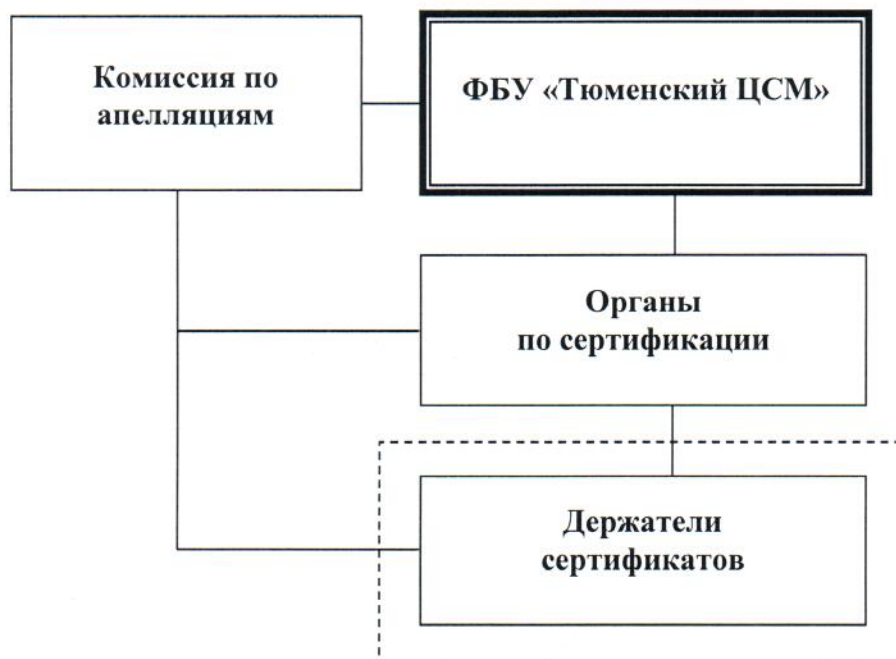 Комиссия по
апелляциям
ФБУ «Тюменский ЦСМ»
Органы
по сертификации
Держатели
сертификатов